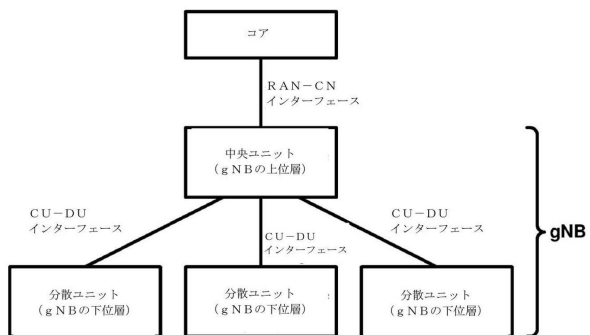 コア
RAN-CN
インターフェース
中央ユニット
(gNBの上位層)
CU-DU
インターフェース
CU-DU
インターフェース
CU-DU
インターフェース
gNB
分散ユニット
(gNBの下位層)
分散ユニット
(gNBの下位層)
分散ユニット
(gNBの下位層)